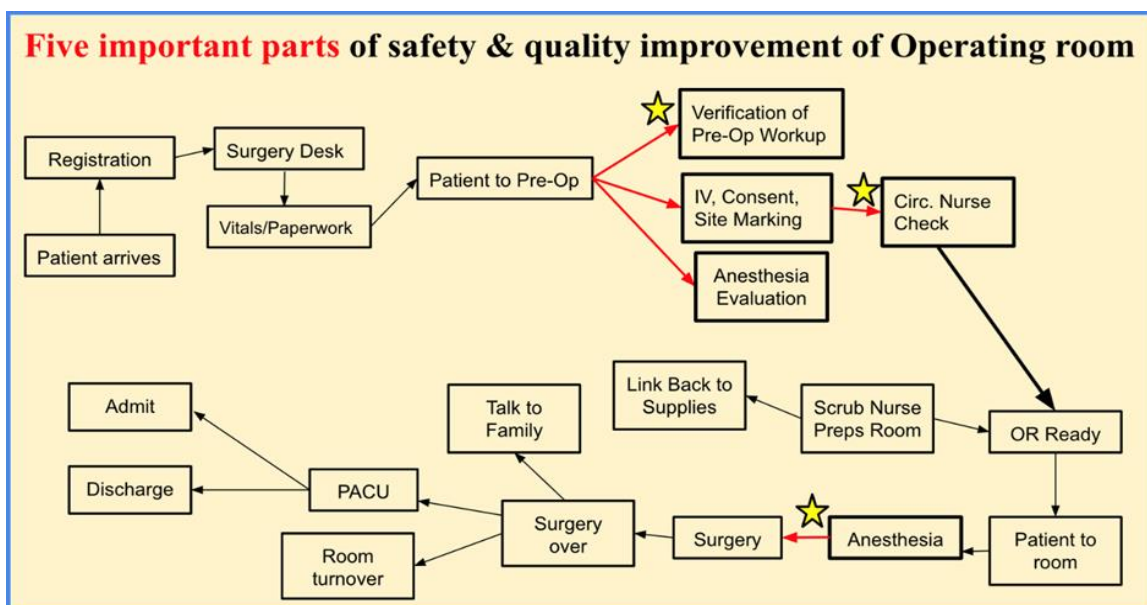 Five important parts of safety & quality improvement of Operating room
Verification of
Pre-Op Workup
Registration
Surgery Desk
Patient to Pre-Op
IV, Consent,
Site Marking
Circ. Nurse
Check
Vitals/Paperwork
Patient arrives
Anesthesia
Evaluation
Link Back to
Supplies
Scrub Nurse
Preps Room
OR Ready
Admit
Talk to
Family
Discharge
PACU
Surgery
over
Surgery
Anesthesia
Patient to
room
Room
turnover